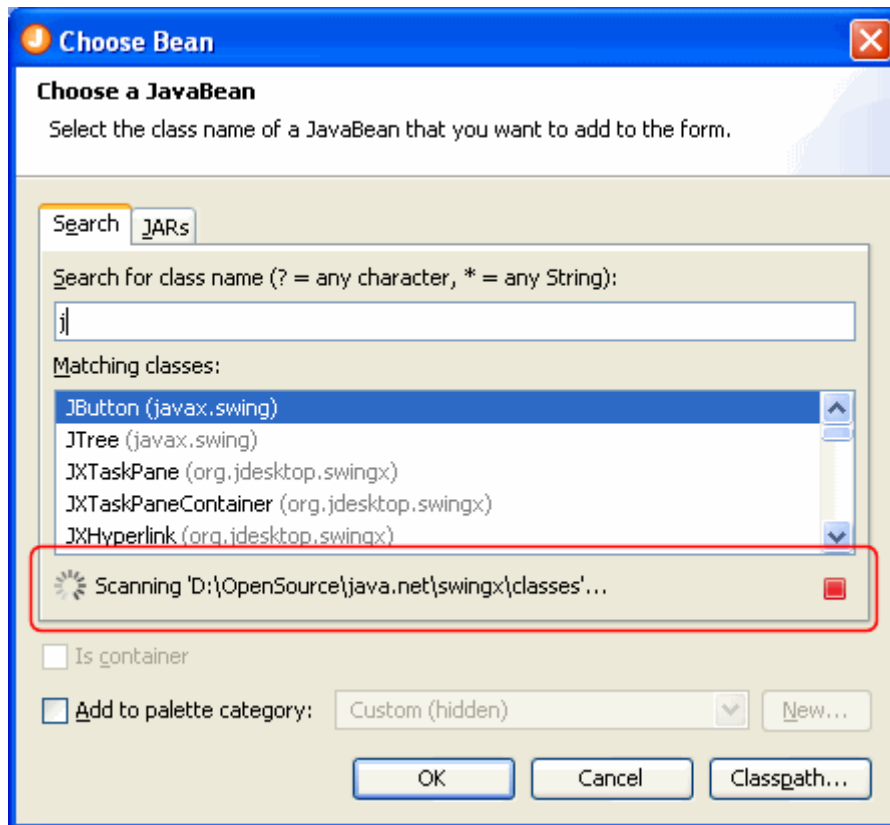 Choose Bean
Choose a JavaBean
Select the class name of a JavaBean that you want to add to the form.
Search JARs
Search for class name (? = any character, * = any String):
j
Matching classes:
JButton (javax.swing)
JTree (javax.swing)
JXTaskPane (org.jdesktop.swingx)
JXTaskPaneContainer (org.jdesktop.swingx)
JXHyperlink (org.jdesktop.swingx)
Scanning 'D:\OpenSource\java.net\swingx\classes'...
Is container
Add to palette category: Custom (hidden) New...
OK Cancel Classpath...